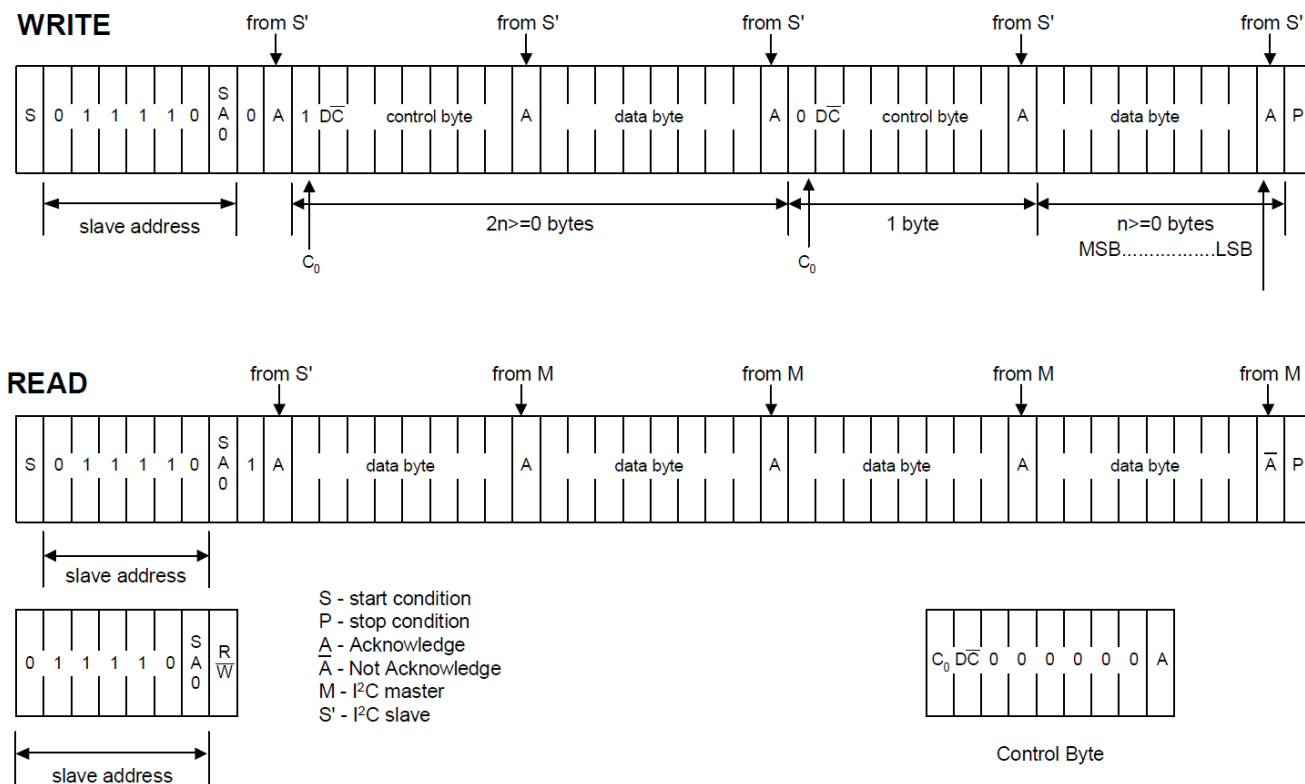 WRITE
from S' from S' from S' from S' from S'
S 0 1 1 1 1 0 SA0 0 A 1 DC̅ control byte A data byte A 0 DC̅ control byte A data byte A P
slave address 2n>=0 bytes 1 byte n>=0 bytes
MSB.................LSB
C₀ C₀
READ
from S' from M from M from M from M
S 0 1 1 1 1 0 SA0 1 A data byte A data byte A data byte A data byte A̅ P
slave address
0 1 1 1 1 0 SA0 R/W̅
slave address
S - start condition
P - stop condition
A - Acknowledge
A̅ - Not Acknowledge
M - I²C master
S' - I²C slave
C₀ DC̅ 0 0 0 0 0 0 A
Control Byte